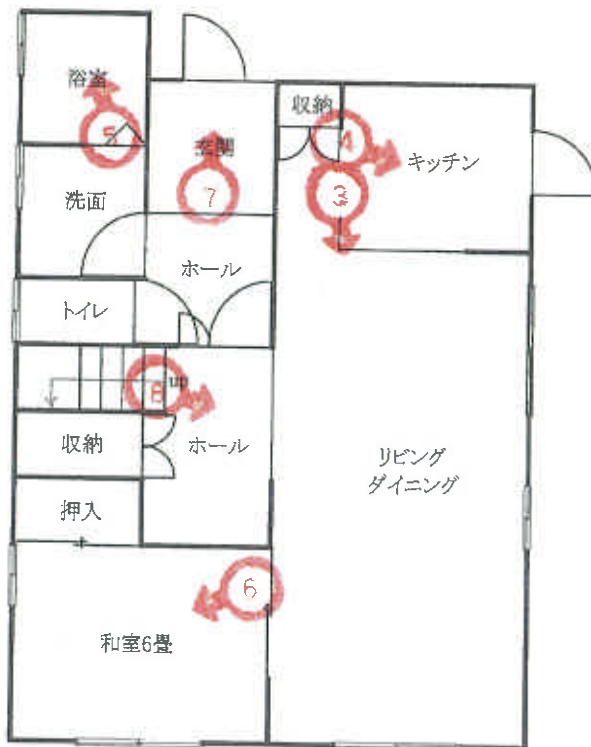 浴室
収納
4
5
玄関
キッチン
3
洗面
7
ホール
トイレ
up
8
収納
ホール
リビング
ダイニング
押入
6
和室6畳